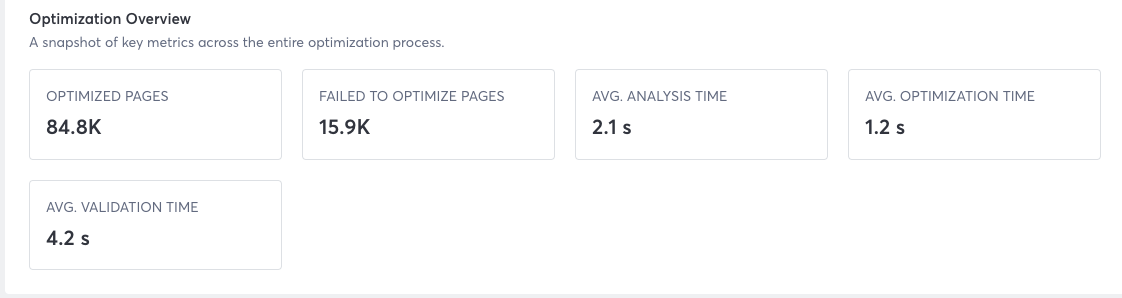 Optimization Overview
A snapshot of key metrics across the entire optimization process.
OPTIMIZED PAGES
84.8K
FAILED TO OPTIMIZE PAGES
15.9K
AVG. ANALYSIS TIME
2.1 s
AVG. OPTIMIZATION TIME
1.2 s
AVG. VALIDATION TIME
4.2 s